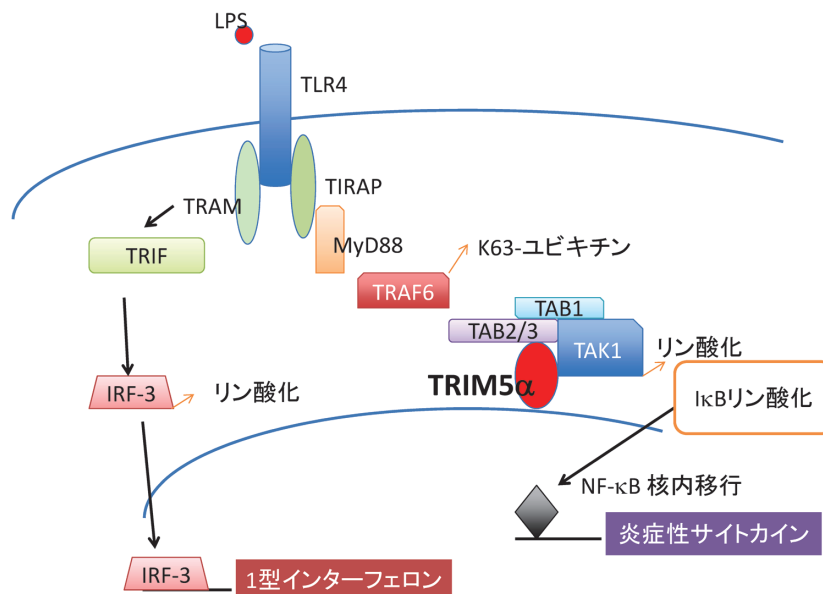 LPS
TLR4
TRAM
TIRAP
TRIF
MyD88
K63-ユビキチン
TRAF6
TAB1
TAB2/3
TAK1
リン酸化
TRIM5α
IRF-3
リン酸化
IκBリン酸化
NF-κB 核内移行
炎症性サイトカイン
IRF-3
1型インターフェロン